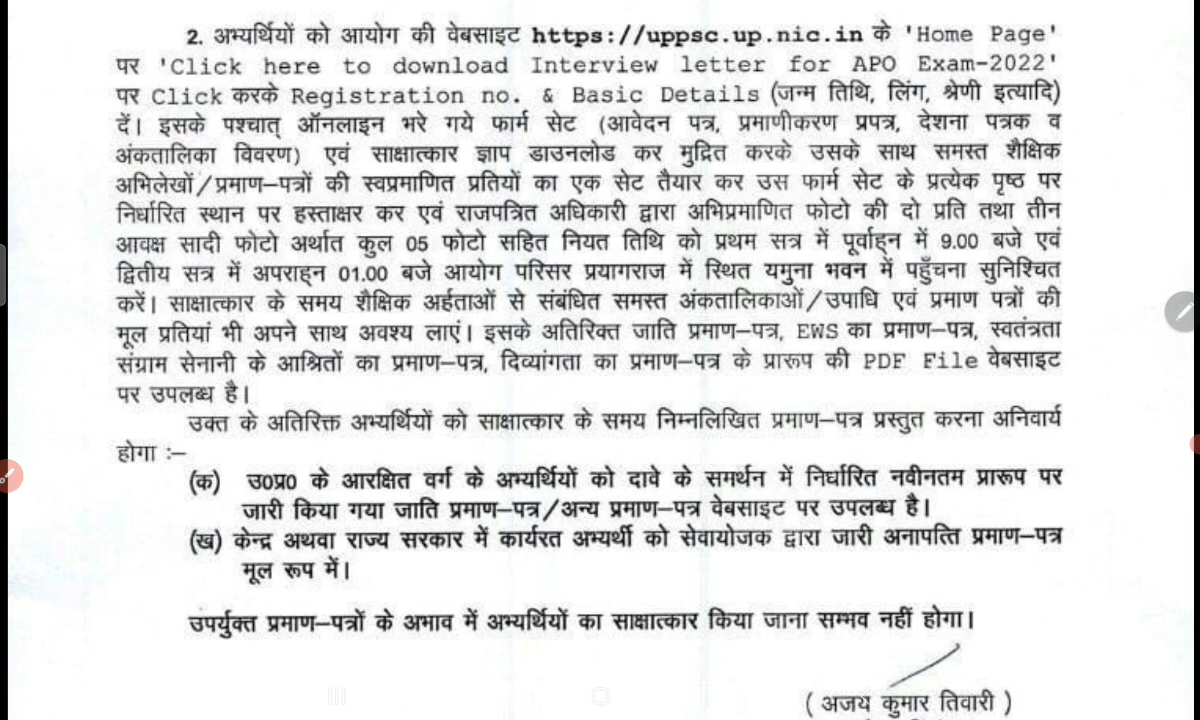 2. अभ्यर्थियों को आयोग की वेबसाइट https://uppsc.up.nic.in के 'Home Page'
पर 'Click here to download Interview letter for APO Exam-2022'
पर Click करके Registration no. & Basic Details (जन्म तिथि, लिंग, श्रेणी इत्यादि)
दें। इसके पश्चात् ऑनलाइन भरे गये फार्म सेट (आवेदन पत्र, प्रमाणीकरण प्रपत्र, देशना पत्रक व
अंकतालिका विवरण) एवं साक्षात्कार ज्ञाप डाउनलोड कर मुद्रित करके उसके साथ समस्त शैक्षिक
अभिलेखों/प्रमाण–पत्रों की स्वप्रमाणित प्रतियों का एक सेट तैयार कर उस फार्म सेट के प्रत्येक पृष्ठ पर
निर्धारित स्थान पर हस्ताक्षर कर एवं राजपत्रित अधिकारी द्वारा अभिप्रमाणित फोटो की दो प्रति तथा तीन
आवक्ष सादी फोटो अर्थात कुल 05 फोटो सहित नियत तिथि को प्रथम सत्र में पूर्वाह्न में 9.00 बजे एवं
द्वितीय सत्र में अपराह्न 01.00 बजे आयोग परिसर प्रयागराज में स्थित यमुना भवन में पहुँचना सुनिश्चित
करें। साक्षात्कार के समय शैक्षिक अर्हताओं से संबंधित समस्त अंकतालिकाओं/उपाधि एवं प्रमाण पत्रों की
मूल प्रतियां भी अपने साथ अवश्य लाएं। इसके अतिरिक्त जाति प्रमाण–पत्र, EWS का प्रमाण–पत्र, स्वतंत्रता
संग्राम सेनानी के आश्रितों का प्रमाण–पत्र, दिव्यांगता का प्रमाण–पत्र के प्रारूप की PDF File वेबसाइट
पर उपलब्ध है।
उक्त के अतिरिक्त अभ्यर्थियों को साक्षात्कार के समय निम्नलिखित प्रमाण–पत्र प्रस्तुत करना अनिवार्य
होगा :–
(क) उ0प्र0 के आरक्षित वर्ग के अभ्यर्थियों को दावे के समर्थन में निर्धारित नवीनतम प्रारूप पर
जारी किया गया जाति प्रमाण–पत्र/अन्य प्रमाण–पत्र वेबसाइट पर उपलब्ध है।
(ख) केन्द्र अथवा राज्य सरकार में कार्यरत अभ्यर्थी को सेवायोजक द्वारा जारी अनापत्ति प्रमाण–पत्र
मूल रूप में।
उपर्युक्त प्रमाण–पत्रों के अभाव में अभ्यर्थियों का साक्षात्कार किया जाना सम्भव नहीं होगा।
( अजय कुमार तिवारी )